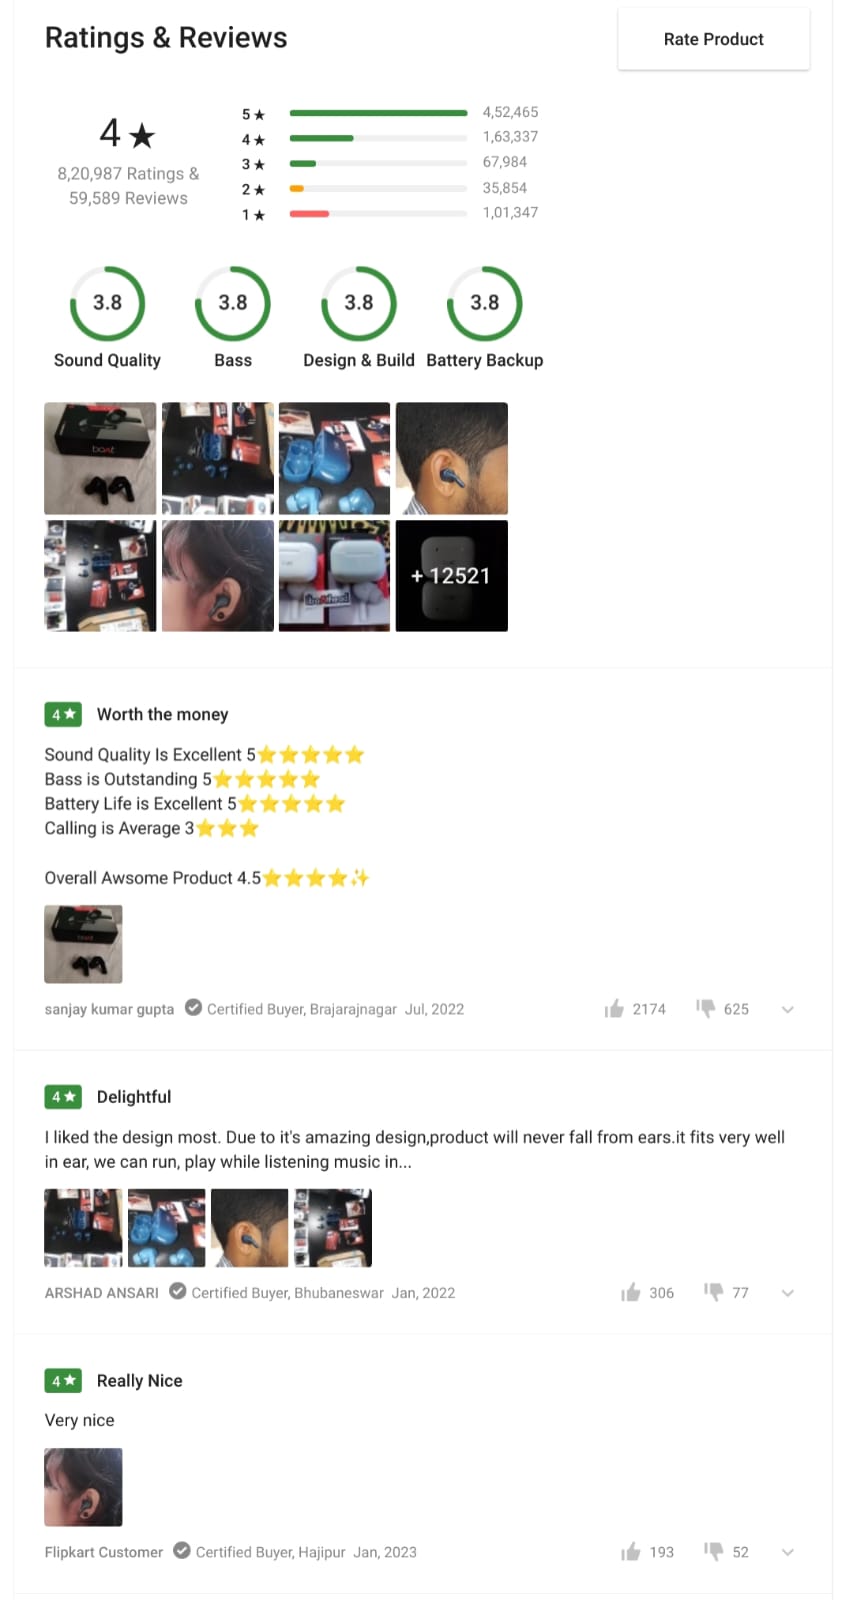 Ratings & Reviews
Rate Product
4★
8,20,987 Ratings &
59,589 Reviews
5★ 4,52,465
4★ 1,63,337
3★ 67,984
2★ 35,854
1★ 1,01,347
3.8 3.8 3.8 3.8
Sound Quality Bass Design & Build Battery Backup
boat
+ 12521
4★ Worth the money
Sound Quality Is Excellent 5⭐⭐⭐⭐⭐
Bass is Outstanding 5⭐⭐⭐⭐⭐
Battery Life is Excellent 5⭐⭐⭐⭐⭐
Calling is Average 3⭐⭐⭐
Overall Awsome Product 4.5⭐⭐⭐⭐✨
sanjay kumar gupta Certified Buyer, Brajarajnagar Jul, 2022 2174 625
4★ Delightful
I liked the design most. Due to it's amazing design,product will never fall from ears.it fits very well
in ear, we can run, play while listening music in...
ARSHAD ANSARI Certified Buyer, Bhubaneswar Jan, 2022 306 77
4★ Really Nice
Very nice
Flipkart Customer Certified Buyer, Hajipur Jan, 2023 193 52